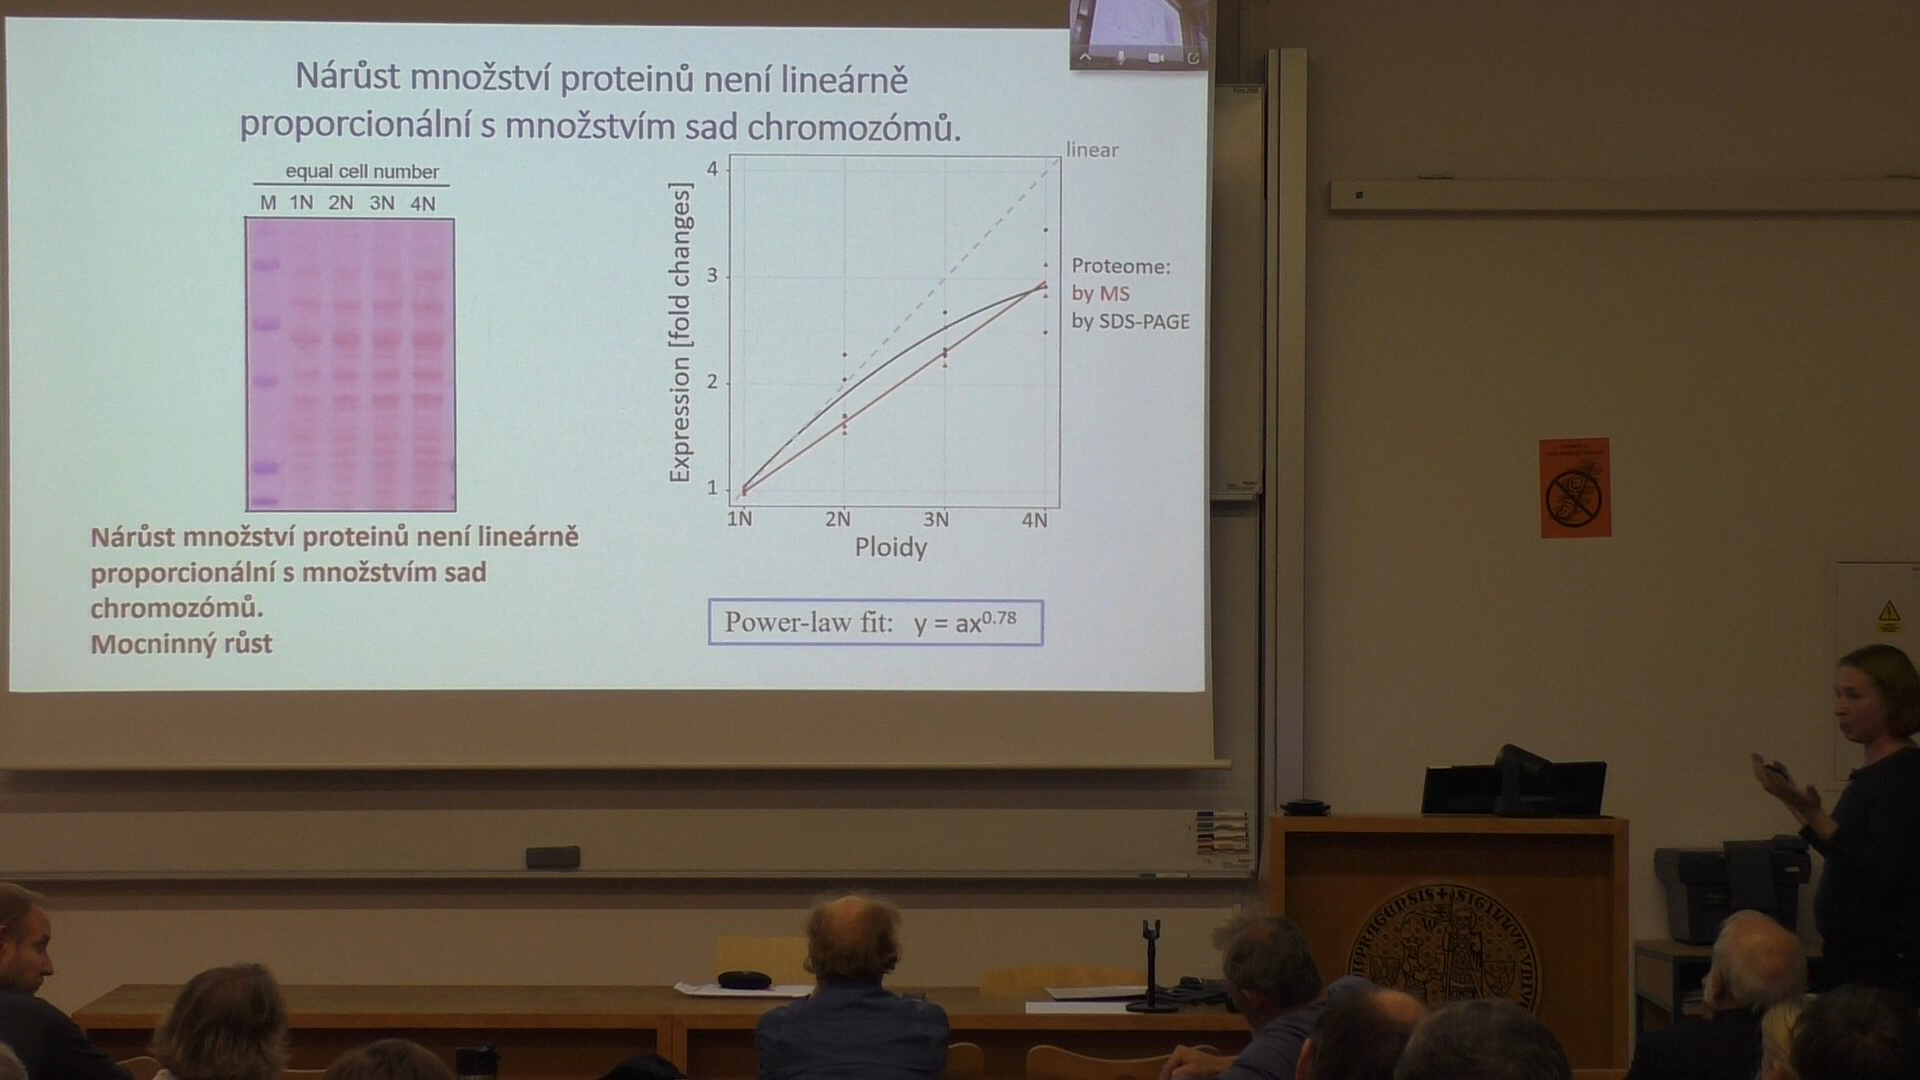 Nárůst množství proteinů není lineárně
proporcionální s množstvím sad chromozómů.
equal cell number
M 1N 2N 3N 4N
Nárůst množství proteinů není lineárně
proporcionální s množstvím sad
chromozómů.
Mocninný růst
linear
Expression [fold changes]
4
3
2
1
1N 2N 3N 4N
Ploidy
Proteome:
by MS
by SDS-PAGE
Power-law fit: y = ax^0.78